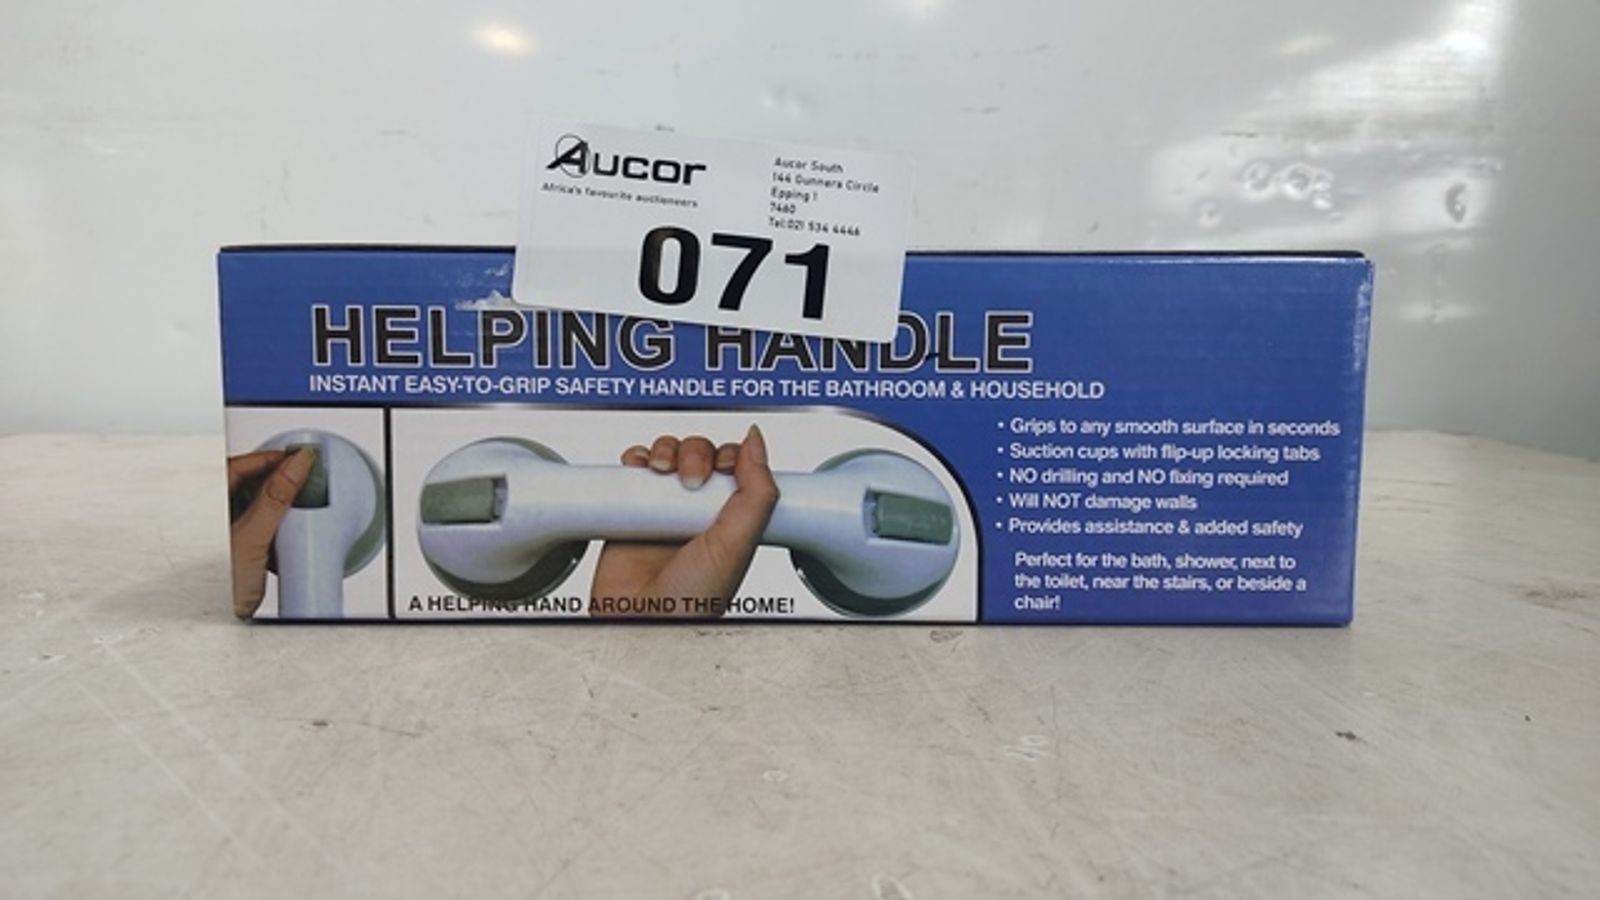 Aucor
Africa's favourite auctioneers
Aucor South
144 Gunners Circle
Epping 1
7460
Tel:021 534 4446
071
HELPING HANDLE
INSTANT EASY-TO-GRIP SAFETY HANDLE FOR THE BATHROOM & HOUSEHOLD
• Grips to any smooth surface in seconds
• Suction cups with flip-up locking tabs
• NO drilling and NO fixing required
• Will NOT damage walls
• Provides assistance & added safety
Perfect for the bath, shower, next to
the toilet, near the stairs, or beside a
chair!
A HELPING HAND AROUND THE HOME!